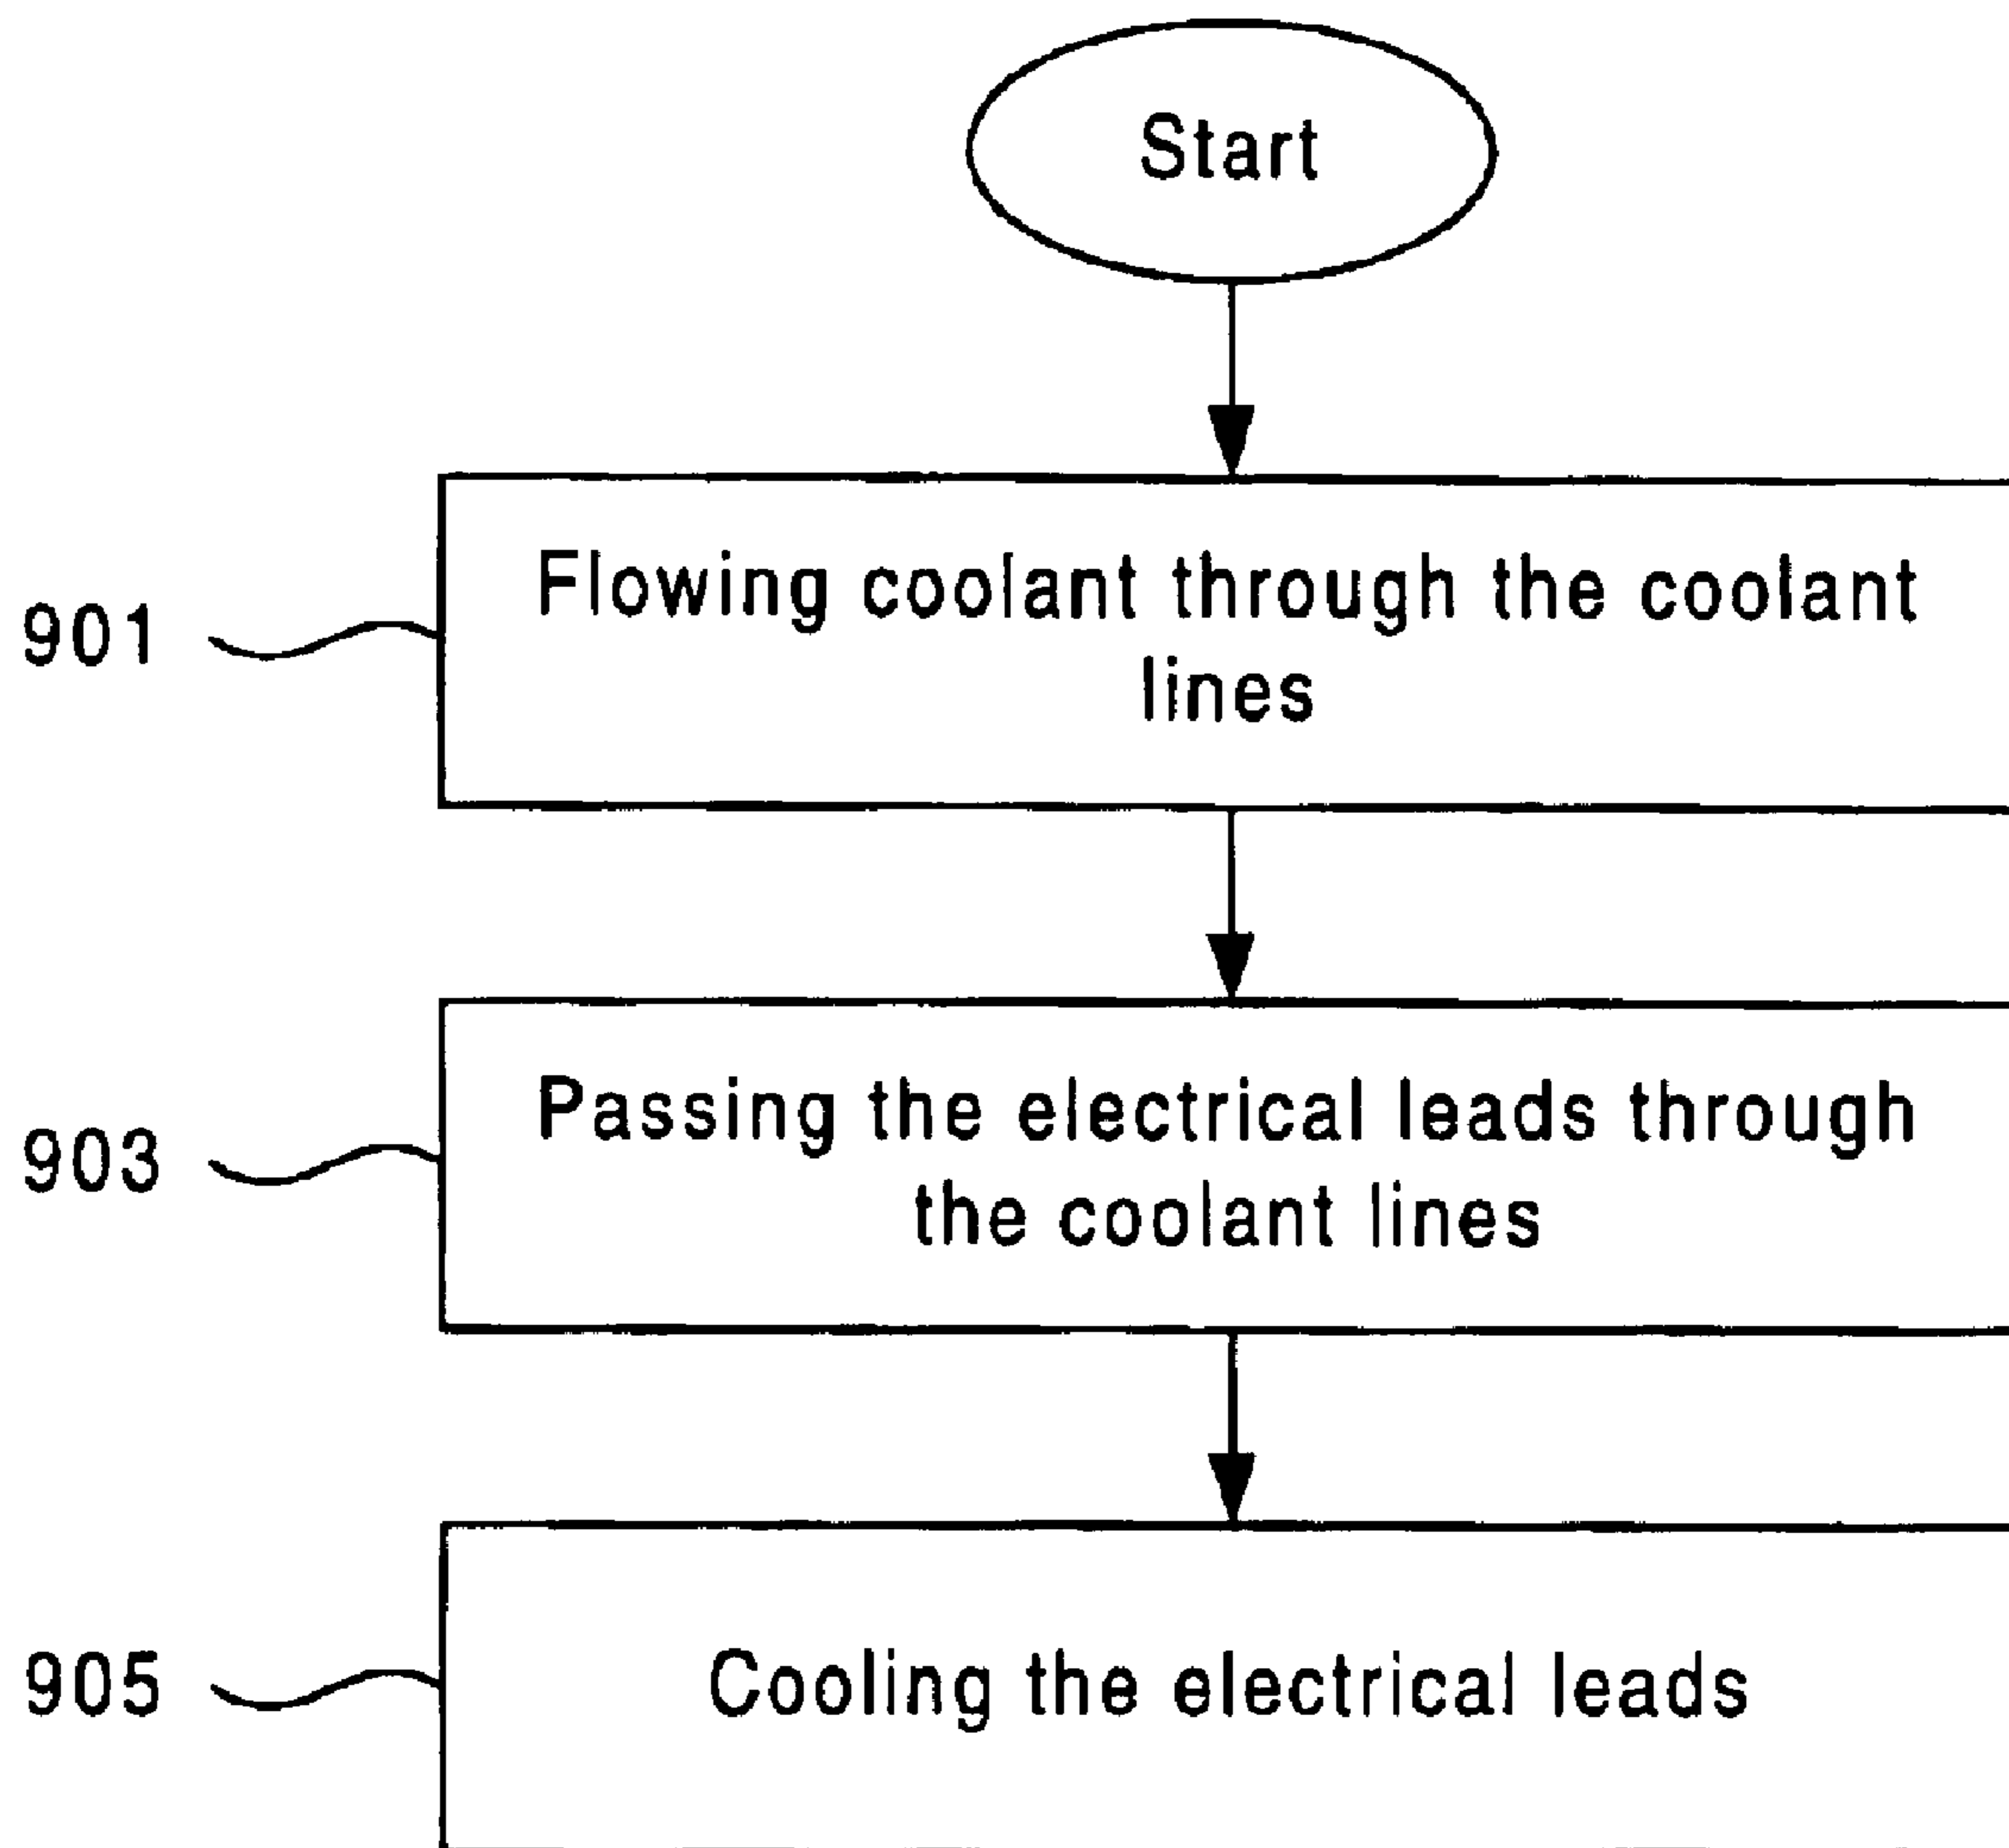 Start
901
Flowing coolant through the coolant
lines
903
Passing the electrical leads through
the coolant lines
905
Cooling the electrical leads